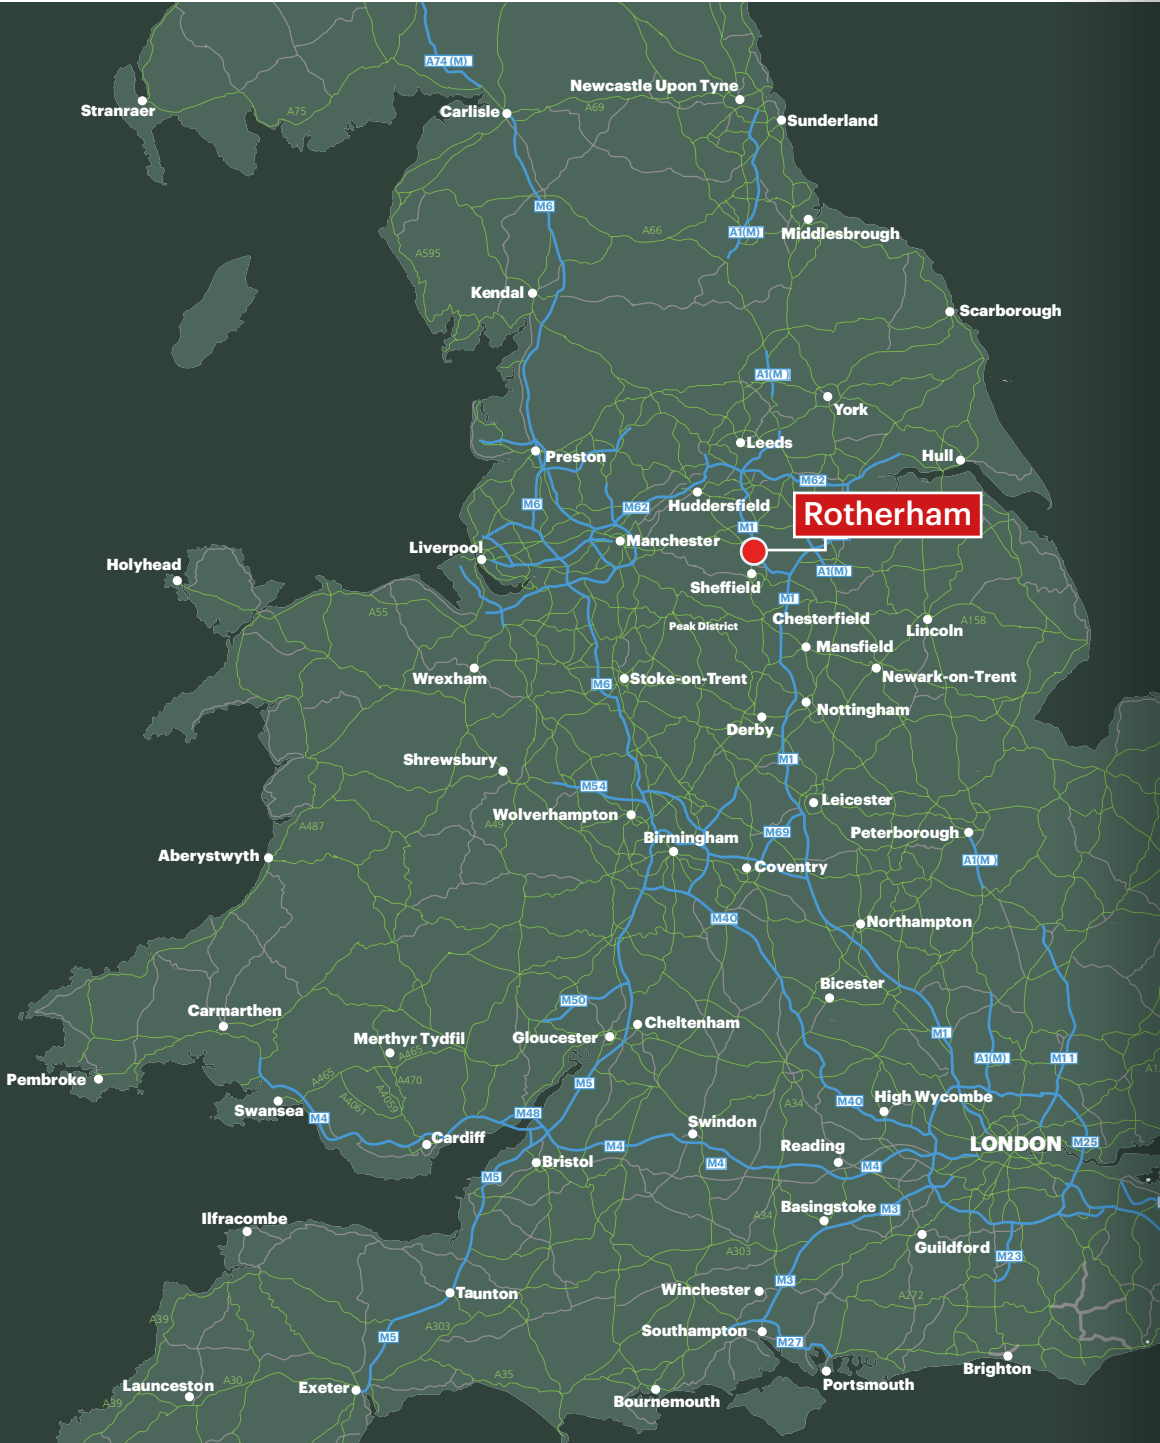 A74 (M)
Newcastle Upon Tyne
Stranraer
A75
Carlisle
A69
Sunderland
M6
A66
A1(M)
Middlesbrough
A595
Kendal
Scarborough
A1(M)
York
Leeds
Preston
Hull
M62
M6
M62
Huddersfield
Rotherham
M1
Liverpool
Manchester
Holyhead
A1(M)
Sheffield
M1
A55
Peak District
Chesterfield
Lincoln
A158
Mansfield
Wrexham
M6
Stoke-on-Trent
Newark-on-Trent
Nottingham
Derby
Shrewsbury
M1
M54
Leicester
Wolverhampton
A487
A49
Birmingham
M69
Peterborough
Aberystwyth
A1(M)
Coventry
M40
Northampton
Bicester
M50
Carmarthen
Cheltenham
Merthyr Tydfil
Gloucester
M1
A465
A1(M)
M11
Pembroke
A465
A470
M5
A4059
A4061
Swansea
M4
M48
A34
M40
High Wycombe
Cardiff
Swindon
LONDON
M25
Reading
M4
Bristol
M4
M4
M5
Ilfracombe
Basingstoke
M3
A34
Guildford
A303
M23
Winchester
M3
Taunton
A272
A39
A303
M5
Southampton
M27
Brighton
A35
A30
Launceston
Exeter
Portsmouth
A39
Bournemouth